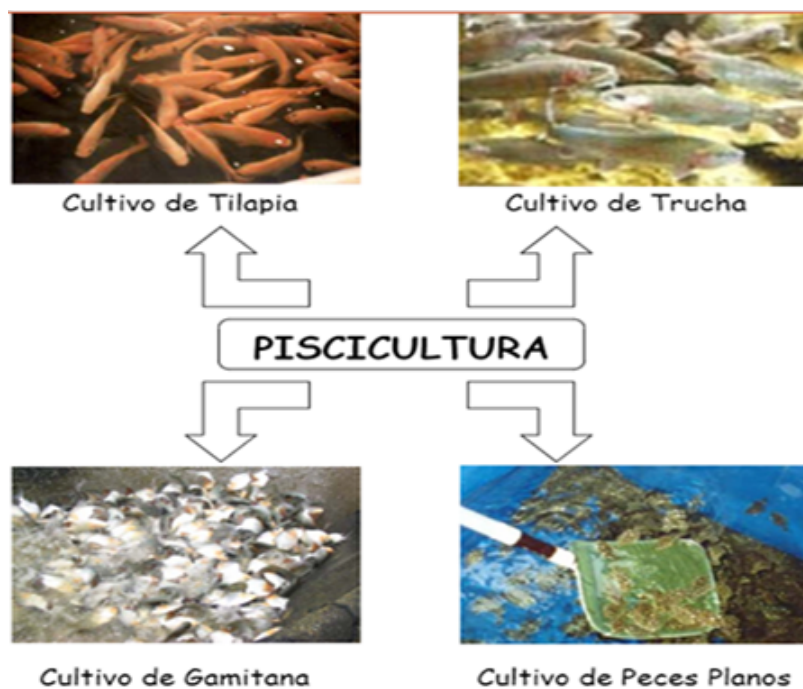 Cultivo de Tilapia
Cultivo de Trucha
PISCICULTURA
Cultivo de Gamitana
Cultivo de Peces Planos